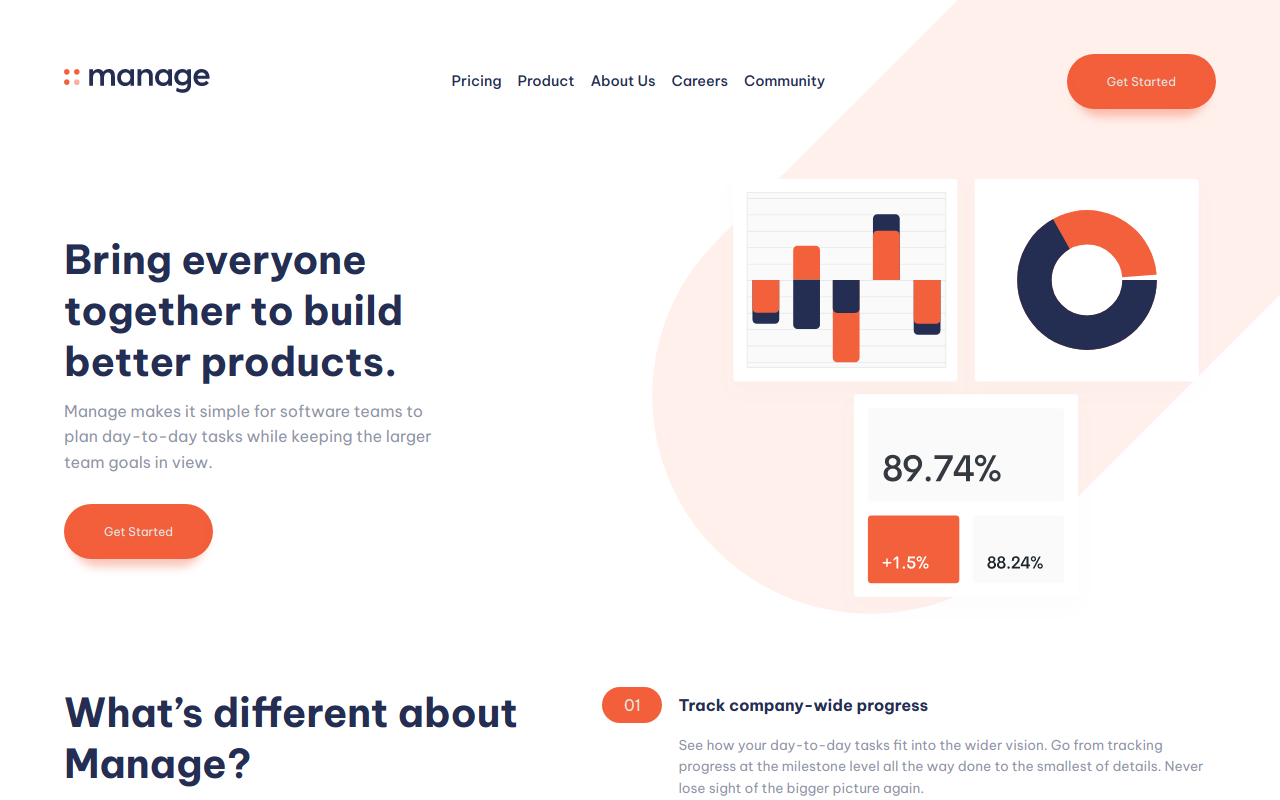 manage
Pricing Product About Us Careers Community
Get Started
Bring everyone
together to build
better products.
Manage makes it simple for software teams to
plan day-to-day tasks while keeping the larger
team goals in view.
Get Started
89.74%
+1.5%
88.24%
What’s different about
Manage?
01
Track company-wide progress
See how your day-to-day tasks fit into the wider vision. Go from tracking
progress at the milestone level all the way done to the smallest of details. Never
lose sight of the bigger picture again.